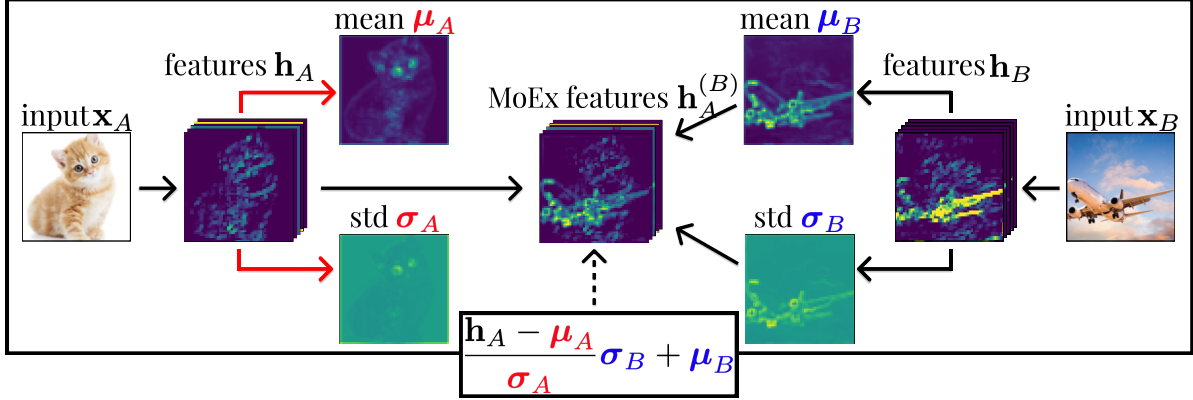 mean μ_A
mean μ_B
features h_A
features h_B
MoEx features h_A^(B)
input x_A
input x_B
std σ_A
std σ_B
(h_A − μ_A)/σ_A σ_B + μ_B